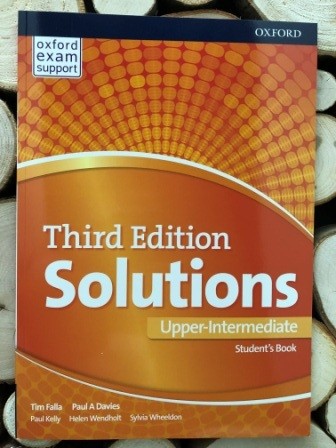 oxford
exam
support
OXFORD
Third Edition
Solutions
Upper-Intermediate
Student's Book
Tim Falla Paul A Davies
Paul Kelly Helen Wendholt Sylvia Wheeldon